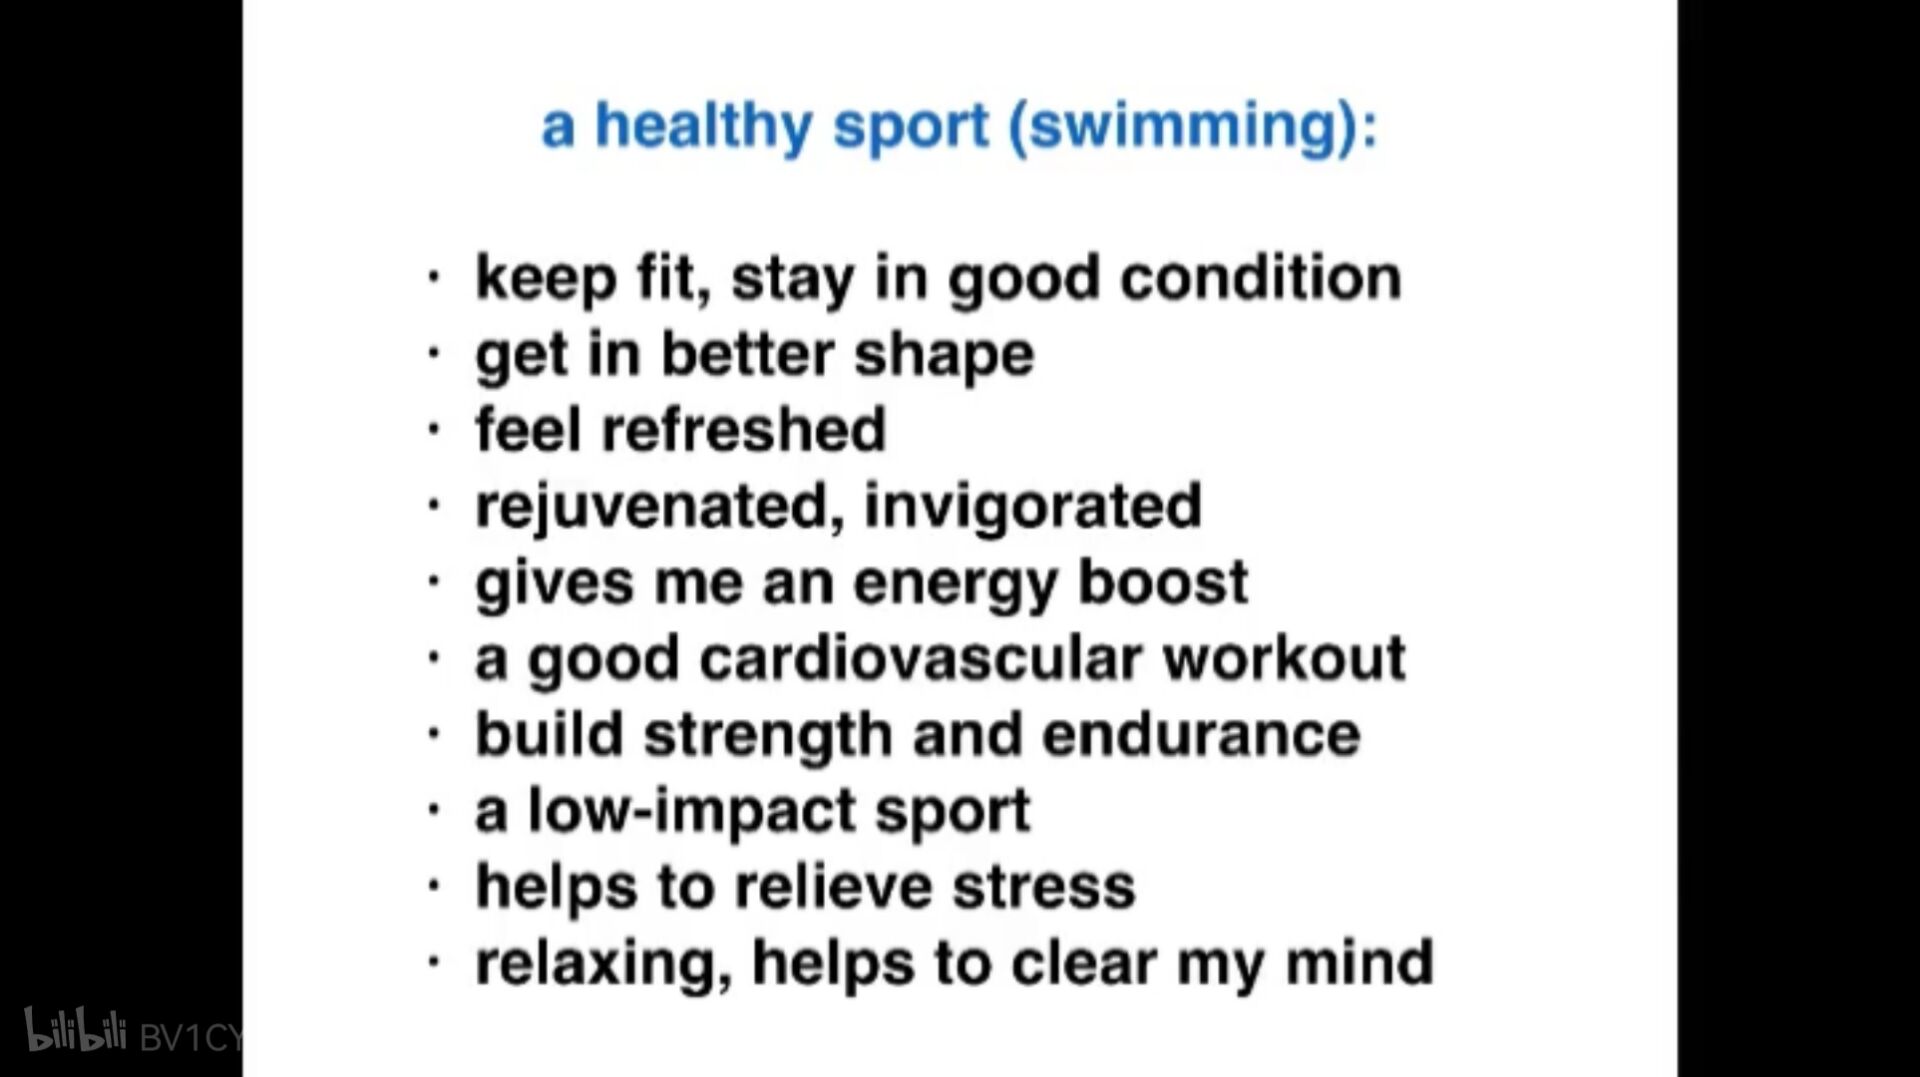 a healthy sport (swimming):
· keep fit, stay in good condition
· get in better shape
· feel refreshed
· rejuvenated, invigorated
· gives me an energy boost
· a good cardiovascular workout
· build strength and endurance
· a low-impact sport
· helps to relieve stress
· relaxing, helps to clear my mind
bilibili BV1CY